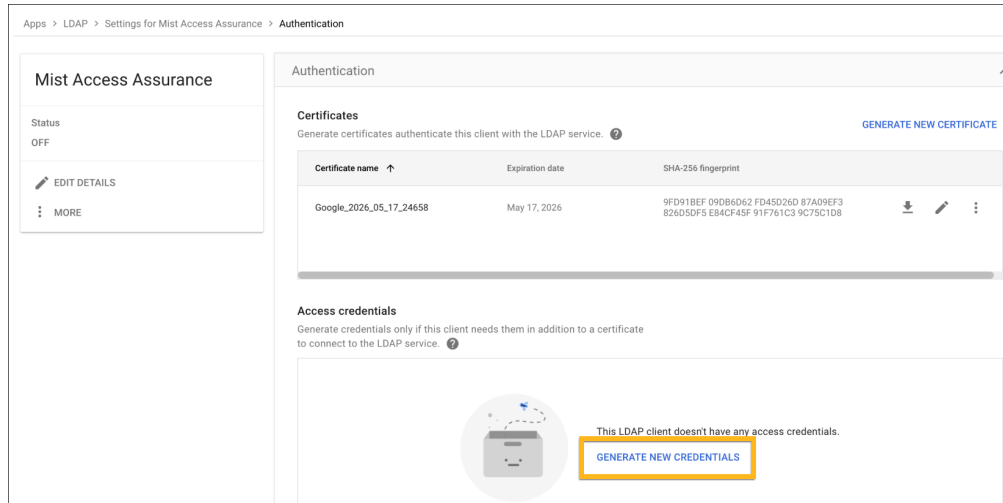 Apps > LDAP > Settings for Mist Access Assurance > Authentication
Mist Access Assurance
Status
OFF
EDIT DETAILS
MORE
Authentication
Certificates
Generate certificates authenticate this client with the LDAP service.
GENERATE NEW CERTIFICATE
Certificate name
Expiration date
SHA-256 fingerprint
Google_2026_05_17_24658
May 17, 2026
9FD91BEF 09DB6D62 FD45D26D 87A09EF3
826D5DF5 E84CF45F 91F761C3 9C75C1D8
Access credentials
Generate credentials only if this client needs them in addition to a certificate
to connect to the LDAP service.
This LDAP client doesn't have any access credentials.
GENERATE NEW CREDENTIALS